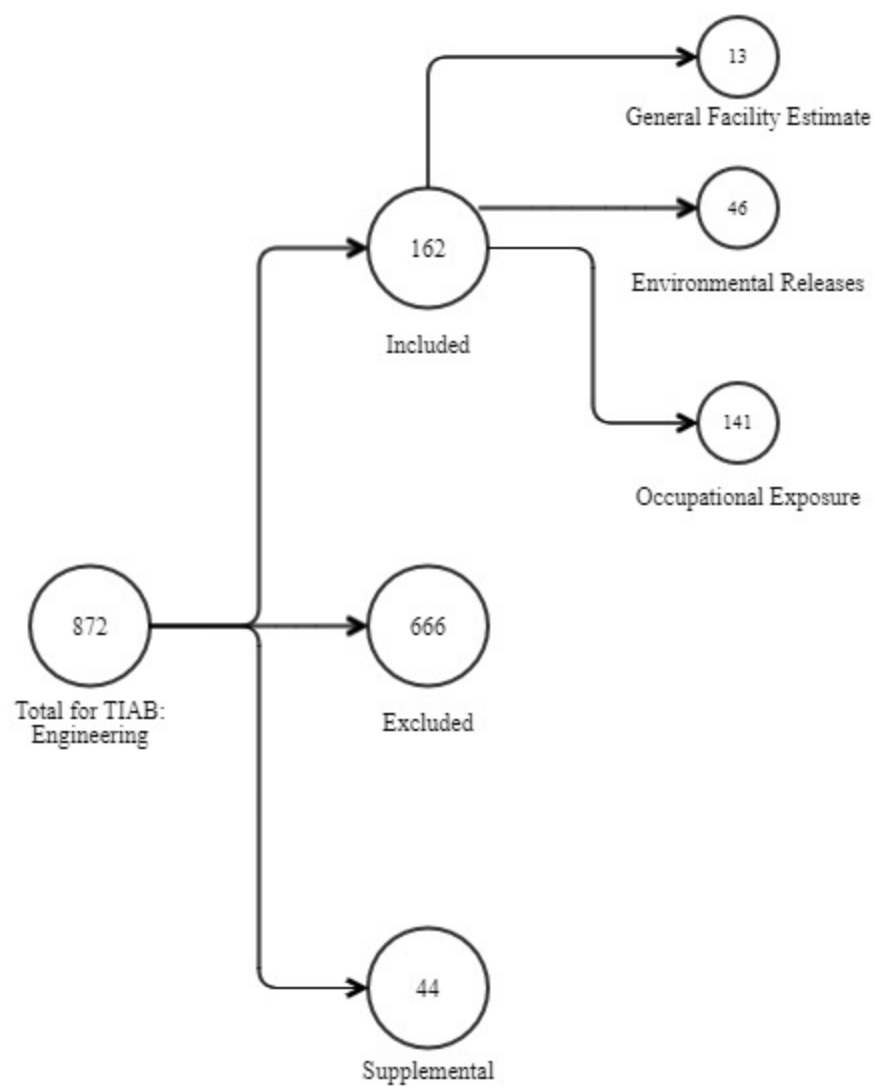 13
General Facility Estimate
46
Environmental Releases
162
Included
141
Occupational Exposure
872
Total for TIAB:
Engineering
666
Excluded
44
Supplemental